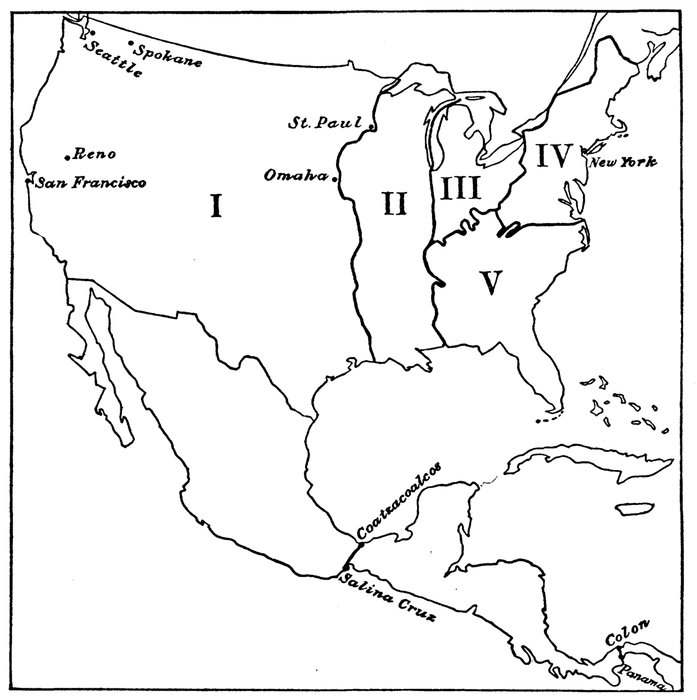 Seattle
Spokane
St. Paul
Reno
Omaha
San Francisco
New York
I
II
III
IV
V
Coatzacoalcos
Salina Cruz
Colon
Panama